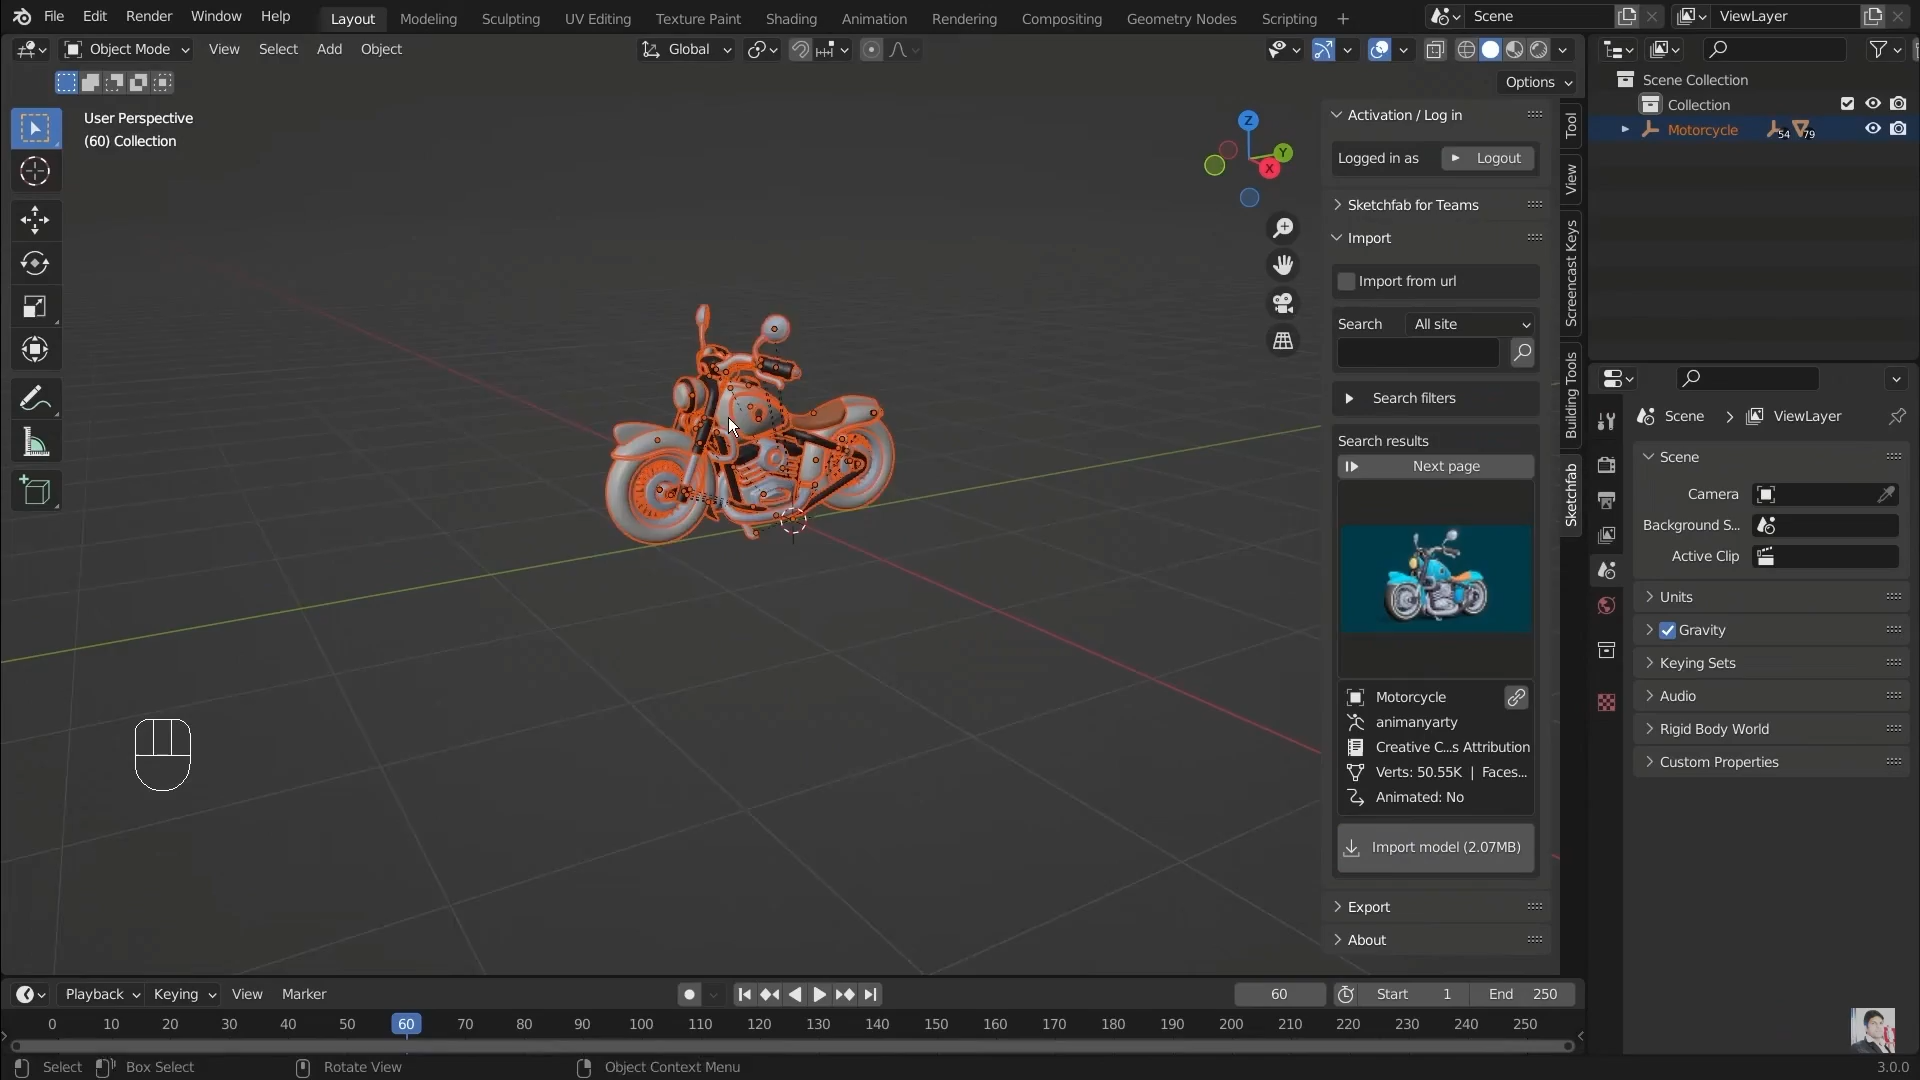 File Edit Render Window Help Layout Modeling Sculpting UV Editing Texture Paint Shading Animation Rendering Compositing Geometry Nodes Scripting + Scene ViewLayer
Object Mode View Select Add Object Global
Options
User Perspective
(60) Collection
Z
Y
X
Activation / Log in
Logged in as Logout
Sketchfab for Teams
Import
Import from url
Search All site
Search filters
Search results
Next page
Motorcycle
animanyarty
Creative C...s Attribution
Verts: 50.55K | Faces...
Animated: No
Import model (2.07MB)
Export
About
Tool
View
Screencast Keys
Building Tools
Sketchfab
Scene Collection
Collection
Motorcycle 54 79
Scene ViewLayer
Scene
Camera
Background S...
Active Clip
Units
Gravity
Keying Sets
Audio
Rigid Body World
Custom Properties
Playback Keying View Marker 60 Start 1 End 250
0 10 20 30 40 50 60 70 80 90 100 110 120 130 140 150 160 170 180 190 200 210 220 230 240 250
Select Box Select Rotate View Object Context Menu 3.0.0